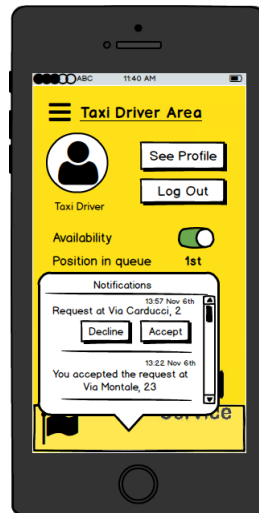 ABC 11:40 AM
Taxi Driver Area
See Profile
Log Out
Taxi Driver
Availability
Position in queue 1st
Notifications
13:57 Nov 6th
Request at Via Carducci, 2
Decline Accept
13:22 Nov 6th
You accepted the request at
Via Montale, 23
Service